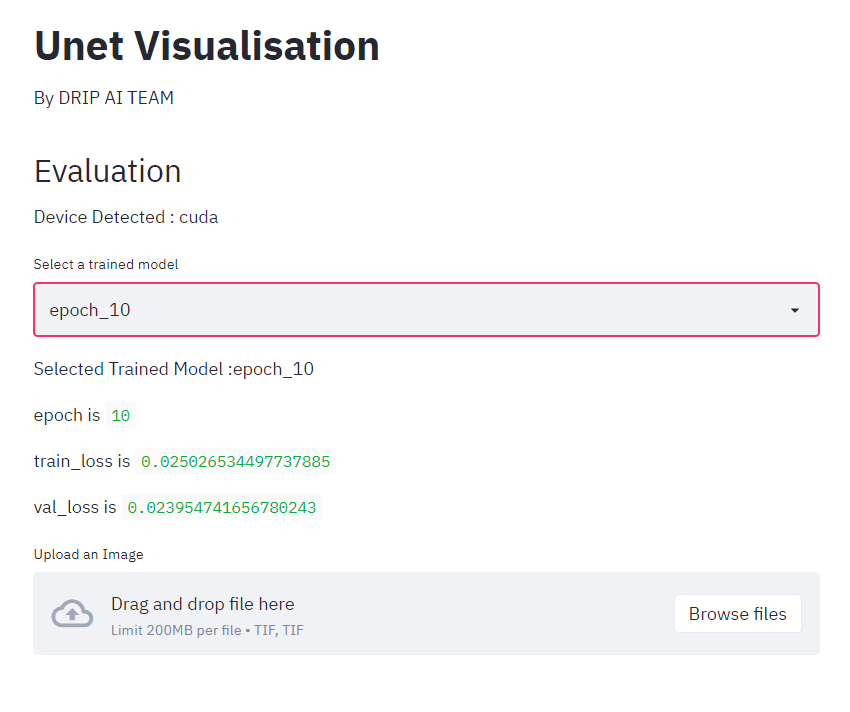 Unet Visualisation
By DRIP AI TEAM
Evaluation
Device Detected : cuda
Select a trained model
epoch_10
Selected Trained Model :epoch_10
epoch is 10
train_loss is 0.025026534497737885
val_loss is 0.023954741656780243
Upload an Image
Drag and drop file here
Limit 200MB per file • TIF, TIF
Browse files